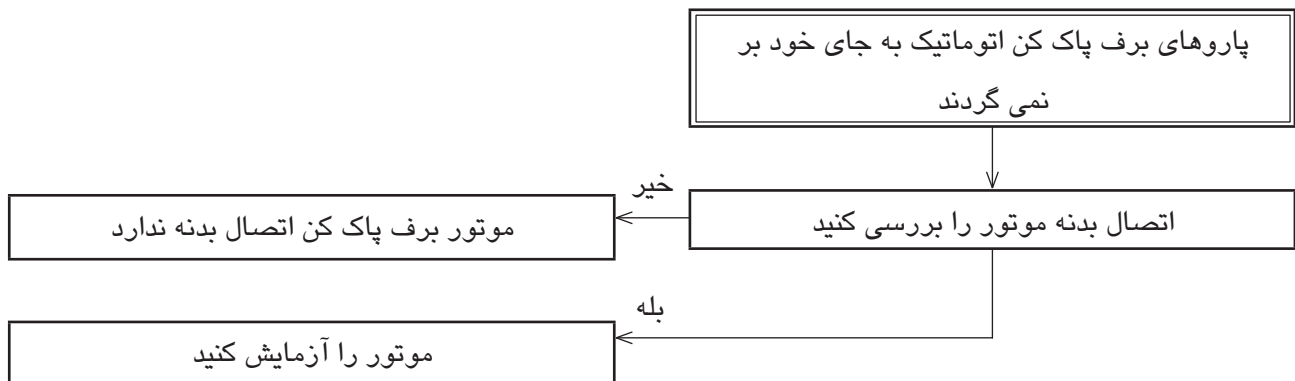 پاروهای برف پاک کن اتوماتیک به جای خود بر
نمی گردند
خیر
اتصال بدنه موتور را بررسی کنید
موتور برف پاک کن اتصال بدنه ندارد
بله
موتور را آزمایش کنید